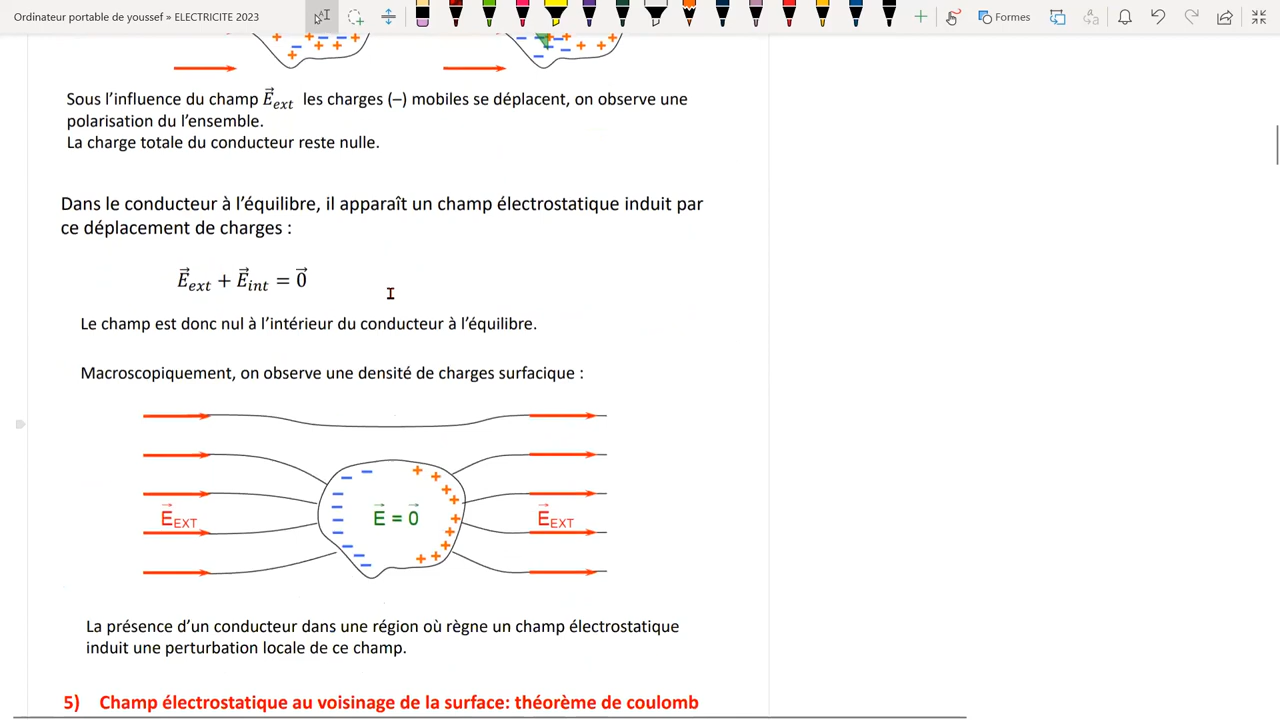 Ordinateur portable de youssef » ELECTRICITE 2023
Formes
Sous l’influence du champ E⃗ext les charges (–) mobiles se déplacent, on observe une
polarisation du l’ensemble.
La charge totale du conducteur reste nulle.
Dans le conducteur à l’équilibre, il apparaît un champ électrostatique induit par
ce déplacement de charges :
E⃗ext + E⃗int = 0⃗
Le champ est donc nul à l’intérieur du conducteur à l’équilibre.
Macroscopiquement, on observe une densité de charges surfacique :
E⃗EXT
E⃗ = 0⃗
E⃗EXT
La présence d’un conducteur dans une région où règne un champ électrostatique
induit une perturbation locale de ce champ.
5) Champ électrostatique au voisinage de la surface: théorème de coulomb